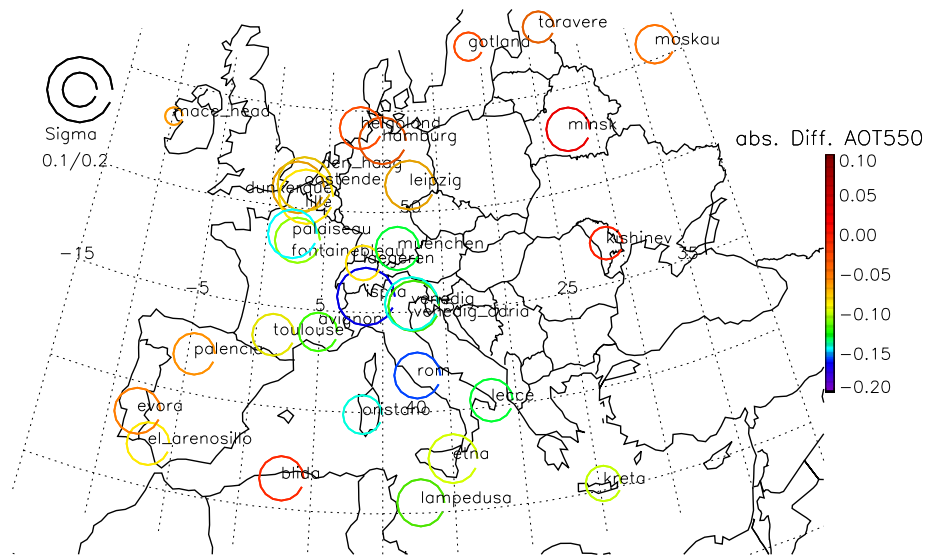 taravere
gotland
moskau
mace_head
helgoland
minsk
hamburg
Sigma
0.1/0.2
abs. Diff. AOT550
0.10
0.05
0.00
-0.05
-0.10
-0.15
-0.20
den_haag
oostende
leipzig
dunkerque
lille
50
palaiseau
muenchen
kishinev
fontainebleau
laegeren
-15
35
-5
ispra
25
5
venedig
venedig_adria
avignon
toulouse
palencia
rom
lecce
evora
oristano
40
el_arenosillo
etna
blida
kreta
lampedusa